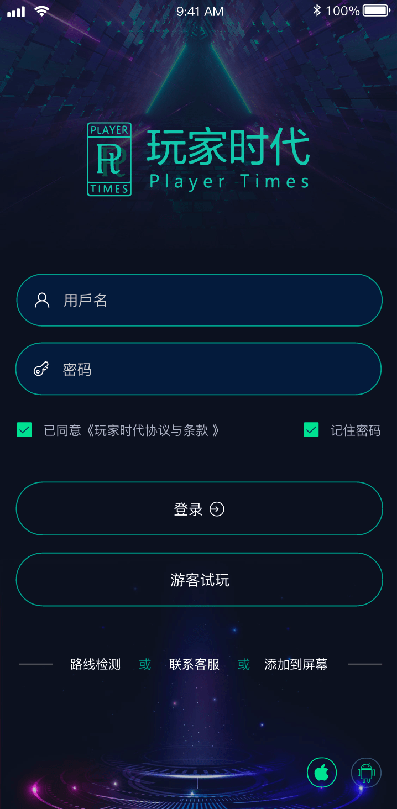 9:41 AM 100%
PLAYER
TIMES
玩家时代
Player Times
用戶名
密码
已同意《玩家时代协议与条款 》 记住密码
登录
游客试玩
路线检测 或 联系客服 或 添加到屏幕